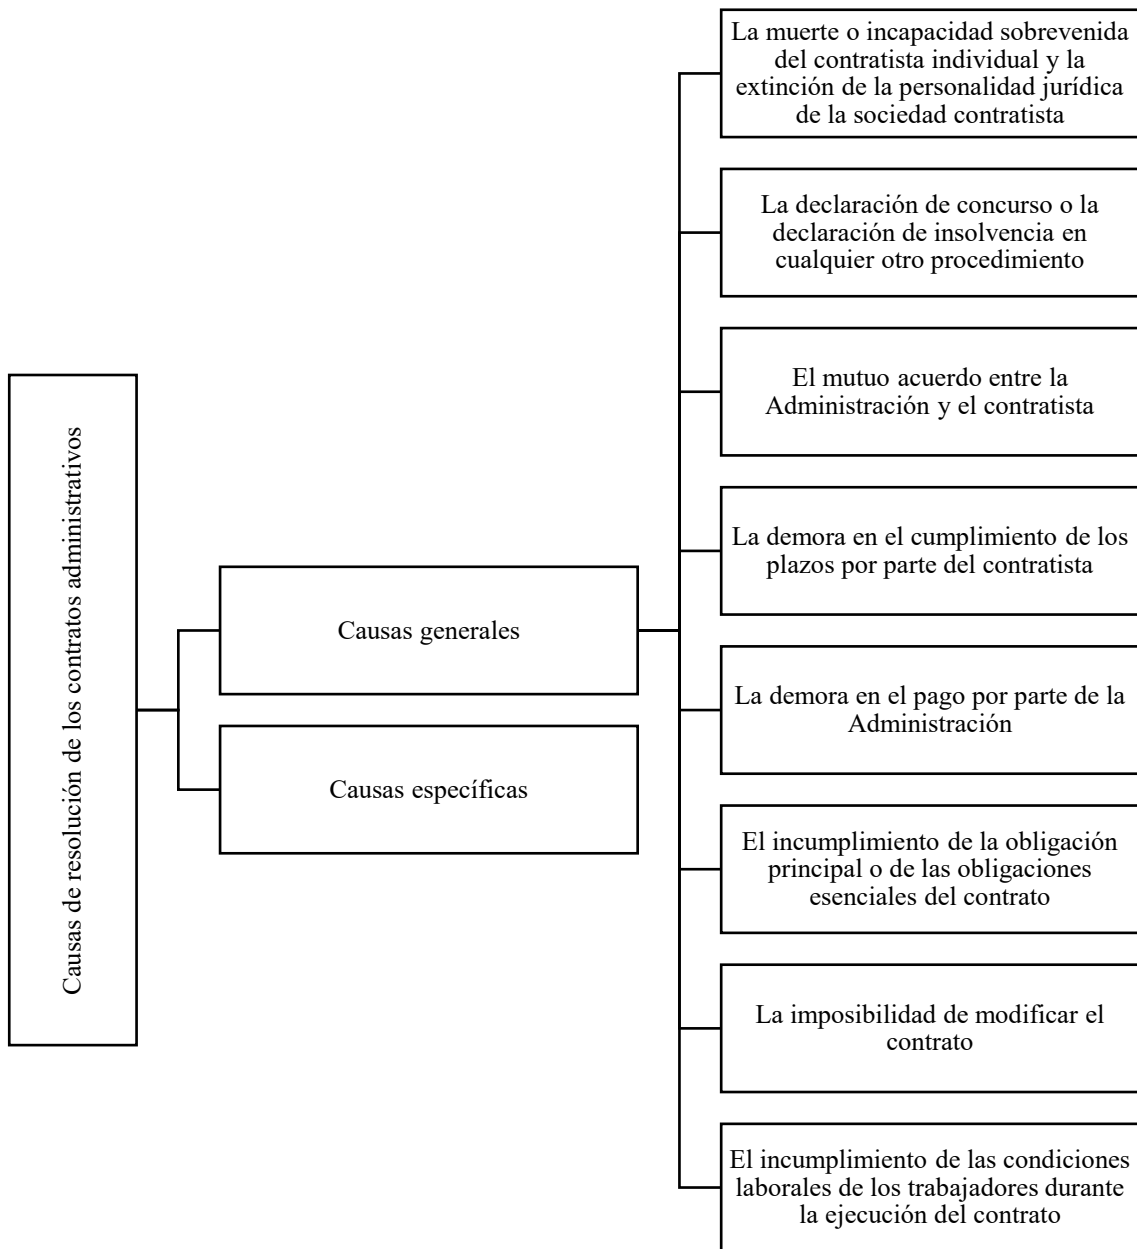 Causas de resolución de los contratos administrativos
Causas generales
Causas específicas
La muerte o incapacidad sobrevenida
del contratista individual y la
extinción de la personalidad jurídica
de la sociedad contratista
La declaración de concurso o la
declaración de insolvencia en
cualquier otro procedimiento
El mutuo acuerdo entre la
Administración y el contratista
La demora en el cumplimiento de los
plazos por parte del contratista
La demora en el pago por parte de la
Administración
El incumplimiento de la obligación
principal o de las obligaciones
esenciales del contrato
La imposibilidad de modificar el
contrato
El incumplimiento de las condiciones
laborales de los trabajadores durante
la ejecución del contrato